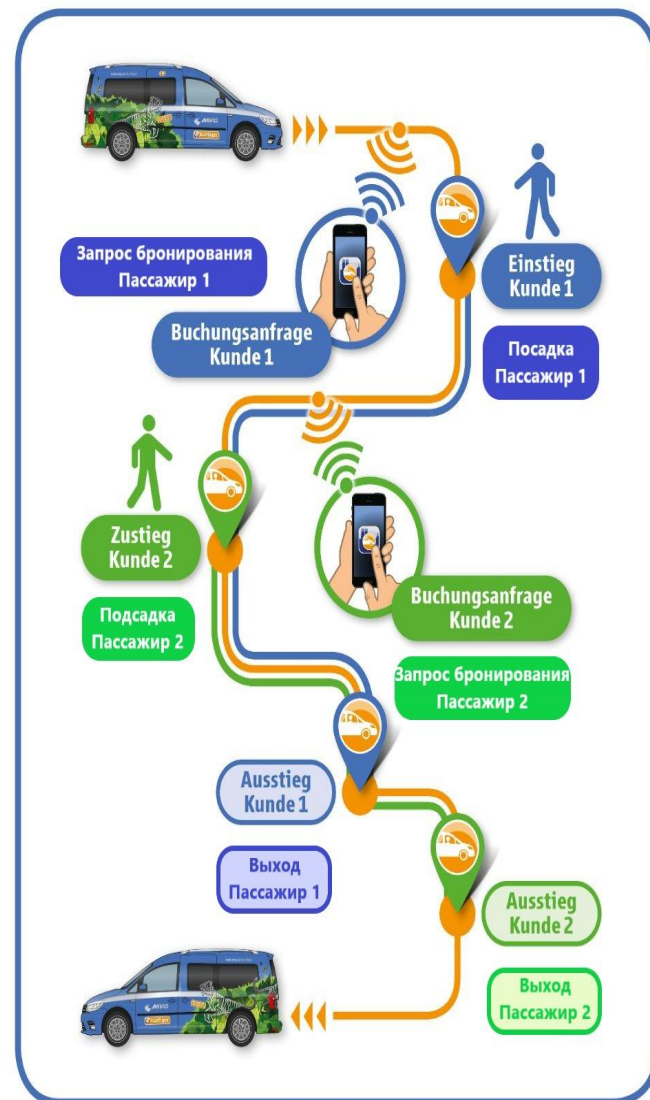 MVG
Запрос бронирования
Пассажир 1
Buchungsanfrage
Kunde 1
Einstieg
Kunde 1
Посадка
Пассажир 1
Zustieg
Kunde 2
Подсадка
Пассажир 2
Buchungsanfrage
Kunde 2
Запрос бронирования
Пассажир 2
Ausstieg
Kunde 1
Выход
Пассажир 1
Ausstieg
Kunde 2
Выход
Пассажир 2
MVG